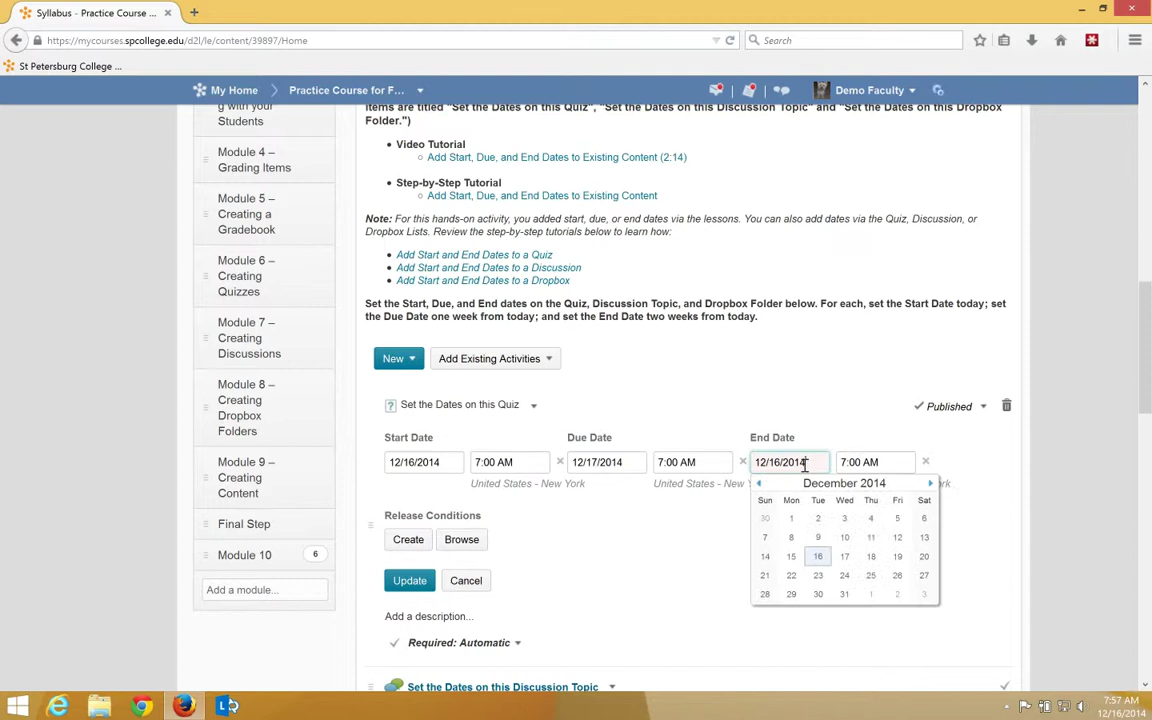 Syllabus - Practice Course ...
https://mycourses.spcollege.edu/d2l/le/content/39897/Home
Search
St Petersburg College ...
My Home
Practice Course for F...
Demo Faculty
g with your
Students
Module 4 –
Grading Items
Module 5 –
Creating a
Gradebook
Module 6 –
Creating
Quizzes
Module 7 –
Creating
Discussions
Module 8 –
Creating
Dropbox
Folders
Module 9 –
Creating
Content
Final Step
Module 10
6
Add a module...
items are titled "Set the Dates on this Quiz", "Set the Dates on this Discussion Topic" and "Set the Dates on this Dropbox
Folder.")
• Video Tutorial
Add Start, Due, and End Dates to Existing Content (2:14)
• Step-by-Step Tutorial
Add Start, Due, and End Dates to Existing Content
Note: For this hands-on activity, you added start, due, or end dates via the lessons. You can also add dates via the Quiz, Discussion, or
Dropbox Lists. Review the step-by-step tutorials below to learn how:
• Add Start and End Dates to a Quiz
• Add Start and End Dates to a Discussion
• Add Start and End Dates to a Dropbox
Set the Start, Due, and End dates on the Quiz, Discussion Topic, and Dropbox Folder below. For each, set the Start Date today; set
the Due Date one week from today; and set the End Date two weeks from today.
New
Add Existing Activities
Set the Dates on this Quiz
Published
Start Date Due Date End Date
12/16/2014 7:00 AM 12/17/2014 7:00 AM 12/16/2014 7:00 AM
United States - New York United States - New Y ork
December 2014
Sun Mon Tue Wed Thu Fri Sat
30 1 2 3 4 5 6
7 8 9 10 11 12 13
14 15 16 17 18 19 20
21 22 23 24 25 26 27
28 29 30 31 1 2 3
Release Conditions
Create Browse
Update Cancel
Add a description...
Required: Automatic
Set the Dates on this Discussion Topic
7:57 AM
12/16/2014